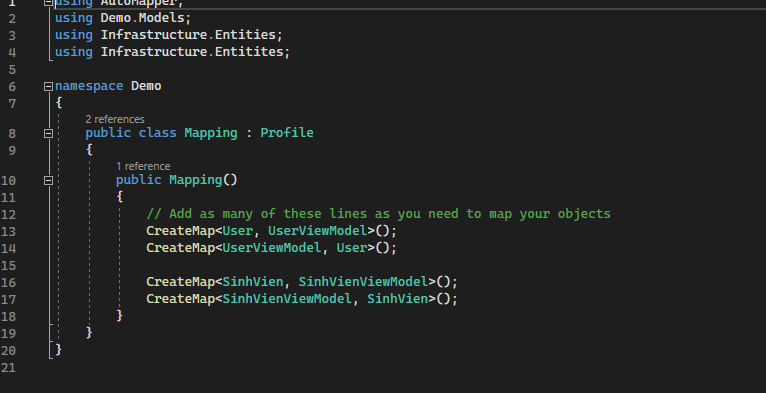 1 using AutoMapper;
2 using Demo.Models;
3 using Infrastructure.Entities;
4 using Infrastructure.Entitites;
5
6 namespace Demo
7 {
2 references
8 public class Mapping : Profile
9 {
1 reference
10 public Mapping()
11 {
12 // Add as many of these lines as you need to map your objects
13 CreateMap<User, UserViewModel>();
14 CreateMap<UserViewModel, User>();
15
16 CreateMap<SinhVien, SinhVienViewModel>();
17 CreateMap<SinhVienViewModel, SinhVien>();
18 }
19 }
20 }
21